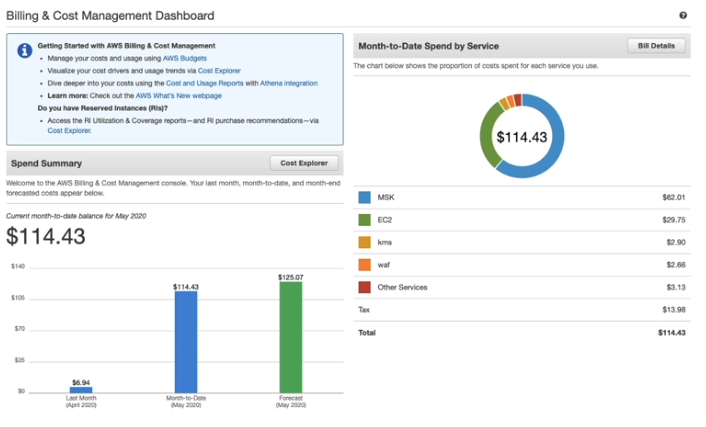 Billing & Cost Management Dashboard
Getting Started with AWS Billing & Cost Management
• Manage your costs and usage using AWS Budgets
• Visualize your cost drivers and usage trends via Cost Explorer
• Dive deeper into your costs using the Cost and Usage Reports with Athena integration
• Learn more: Check out the AWS What's New webpage
Do you have Reserved Instances (RIs)?
• Access the RI Utilization & Coverage reports—and RI purchase recommendations—via
Cost Explorer.
Spend Summary
Cost Explorer
Welcome to the AWS Billing & Cost Management console. Your last month, month-to-date, and month-end
forecasted costs appear below.
Current month-to-date balance for May 2020
$114.43
$140
$105
$70
$35
$0
$6.94
$114.43
$125.07
Last Month
(April 2020)
Month-to-Date
(May 2020)
Forecast
(May 2020)
Month-to-Date Spend by Service
Bill Details
The chart below shows the proportion of costs spent for each service you use.
$114.43
MSK $62.01
EC2 $29.75
kms $2.90
waf $2.66
Other Services $3.13
Tax $13.98
Total $114.43